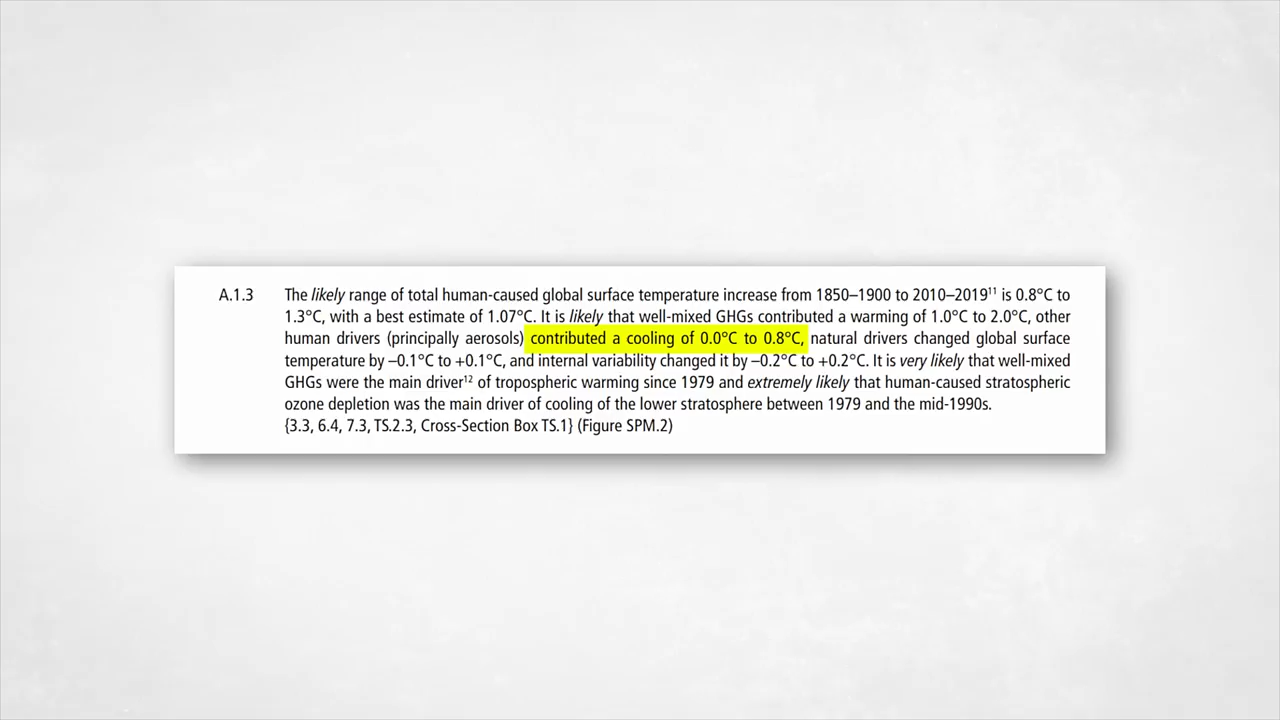 A.1.3 The likely range of total human-caused global surface temperature increase from 1850–1900 to 2010–2019¹¹ is 0.8°C to
1.3°C, with a best estimate of 1.07°C. It is likely that well-mixed GHGs contributed a warming of 1.0°C to 2.0°C, other
human drivers (principally aerosols) contributed a cooling of 0.0°C to 0.8°C, natural drivers changed global surface
temperature by –0.1°C to +0.1°C, and internal variability changed it by –0.2°C to +0.2°C. It is very likely that well-mixed
GHGs were the main driver¹² of tropospheric warming since 1979 and extremely likely that human-caused stratospheric
ozone depletion was the main driver of cooling of the lower stratosphere between 1979 and the mid-1990s.
{3.3, 6.4, 7.3, TS.2.3, Cross-Section Box TS.1} (Figure SPM.2)